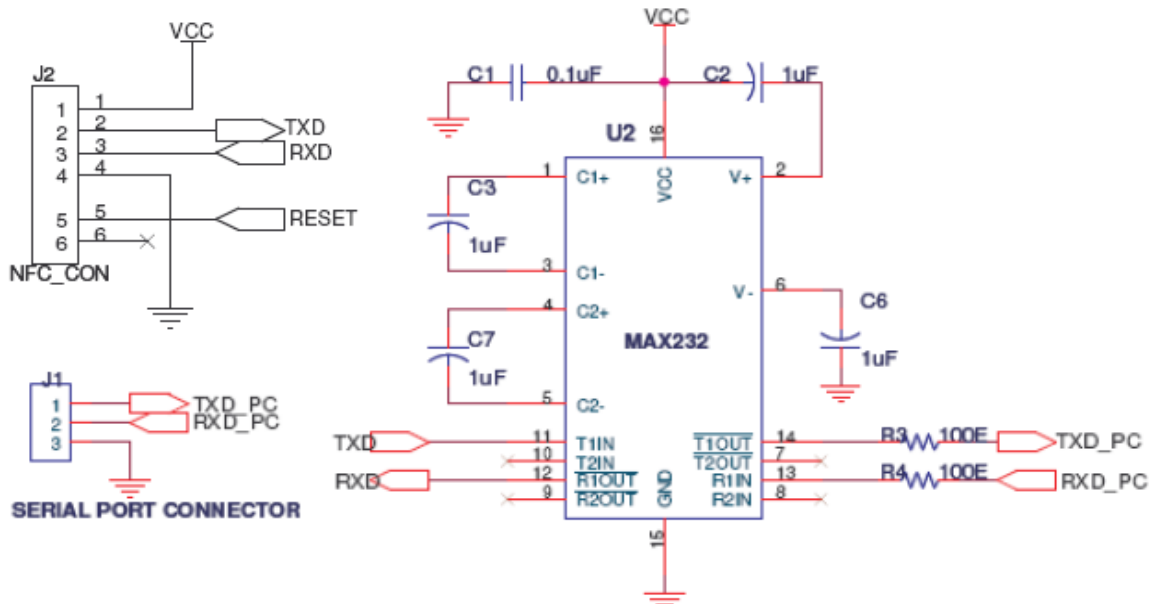 VCC
J2
1 1
2 2 TXD
3 3 RXD
4 4
5 5 RESET
6 6
NFC_CON
J1
1 TXD_PC
2 RXD_PC
3
SERIAL PORT CONNECTOR
VCC
C1 0.1uF C2 1uF
U2 16
1 C1+ VCC V+ 2
C3
1uF
3 C1-
V- 6
4 C2+ C6
C7 MAX232
1uF 1uF
5 C2-
TXD 11 T1IN T1OUT 14 R3 100E TXD_PC
10 T2IN T2OUT 7
RXD 12 R1OUT R1IN 13 R4 100E RXD_PC
9 R2OUT GND R2IN 8
15